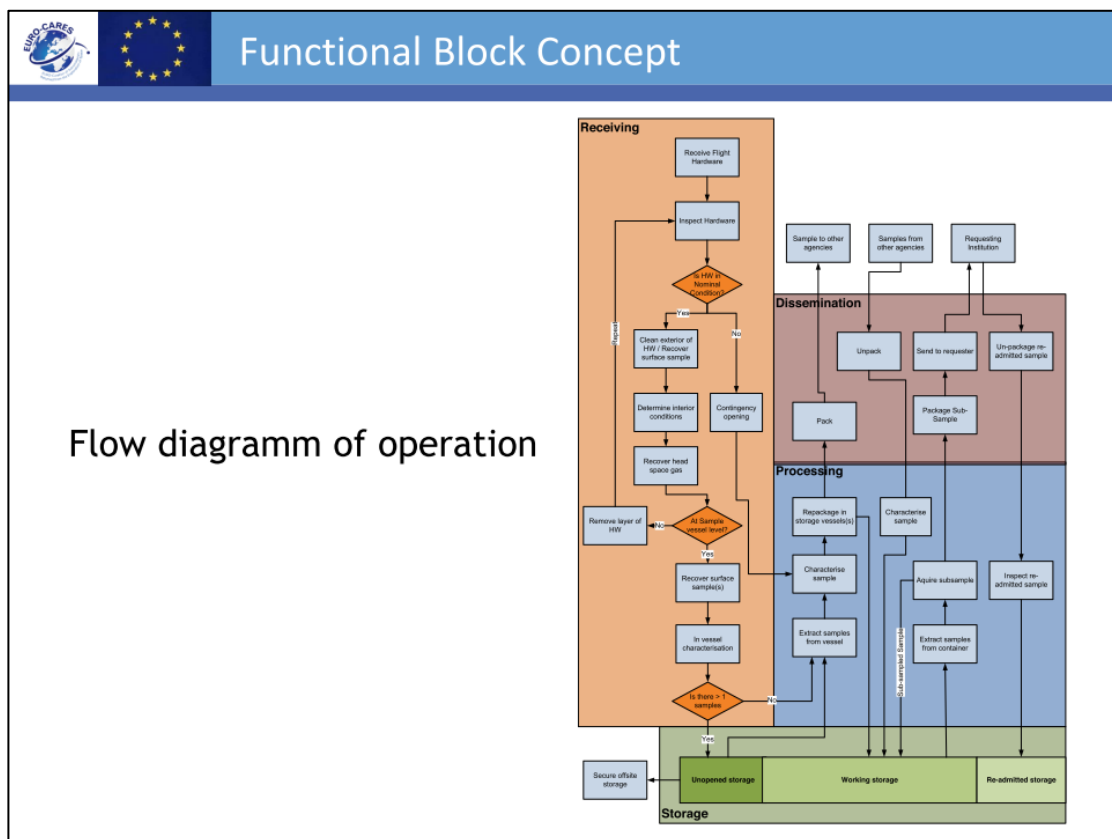 EURO-CARES
Functional Block Concept
Flow diagramm of operation
Receiving
Receive Flight
Hardware
Inspect Hardware
Is HW in
Nominal
Condition?
Yes
No
Repeat
Clean exterior of
HW / Recover
surface sample
Determine interior
conditions
Contingency
opening
Recover head
space gas
Remove layer of
HW
No
At Sample
vessel level?
Yes
Recover surface
sample(s)
In vessel
characterisation
Is there > 1
samples
No
Yes
Sample to other
agencies
Samples from
other agencies
Requesting
Institution
Dissemination
Unpack
Send to requester
Un-package re-
admitted sample
Pack
Package Sub-
Sample
Processing
Repackage in
storage vessels(s)
Characterise
sample
Characterise
sample
Aquire subsample
Inspect re-
admitted sample
Extract samples
from vessel
Sub-sampled Sample
Extract samples
from container
Secure offsite
storage
Unopened storage
Working storage
Re-admitted storage
Storage